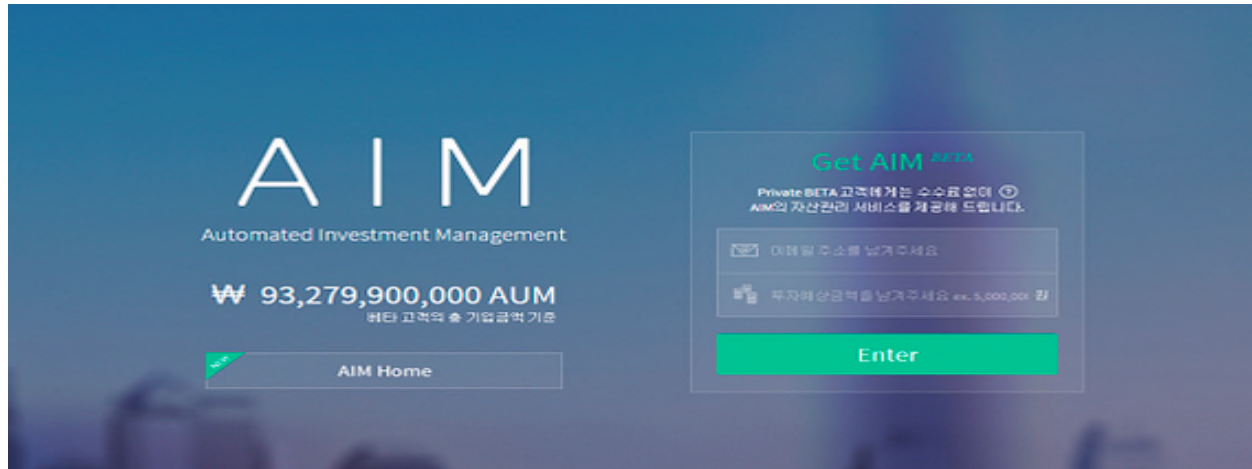 AIM
Automated Investment Management
₩ 93,279,900,000 AUM
베타 고객의 총 기입금액 기준
NEW
AIM Home
Get AIM BETA
Private BETA 고객에게는 수수료 없이 ?
AIM의 자산관리 서비스를 제공해 드립니다.
이메일 주소를 남겨주세요
투자예상금액을 남겨주세요 ex. 5,000,000 원
Enter